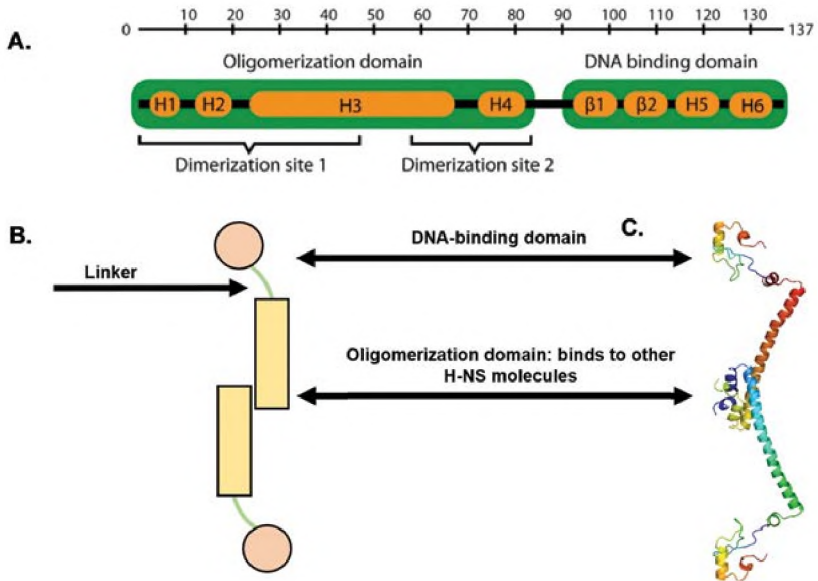 A.
0 10 20 30 40 50 60 70 80 90 100 110 120 130 137
Oligomerization domain DNA binding domain
H1 H2 H3 H4 β1 β2 H5 H6
Dimerization site 1 Dimerization site 2
B. C.
DNA-binding domain
Linker
Oligomerization domain: binds to other
H-NS molecules